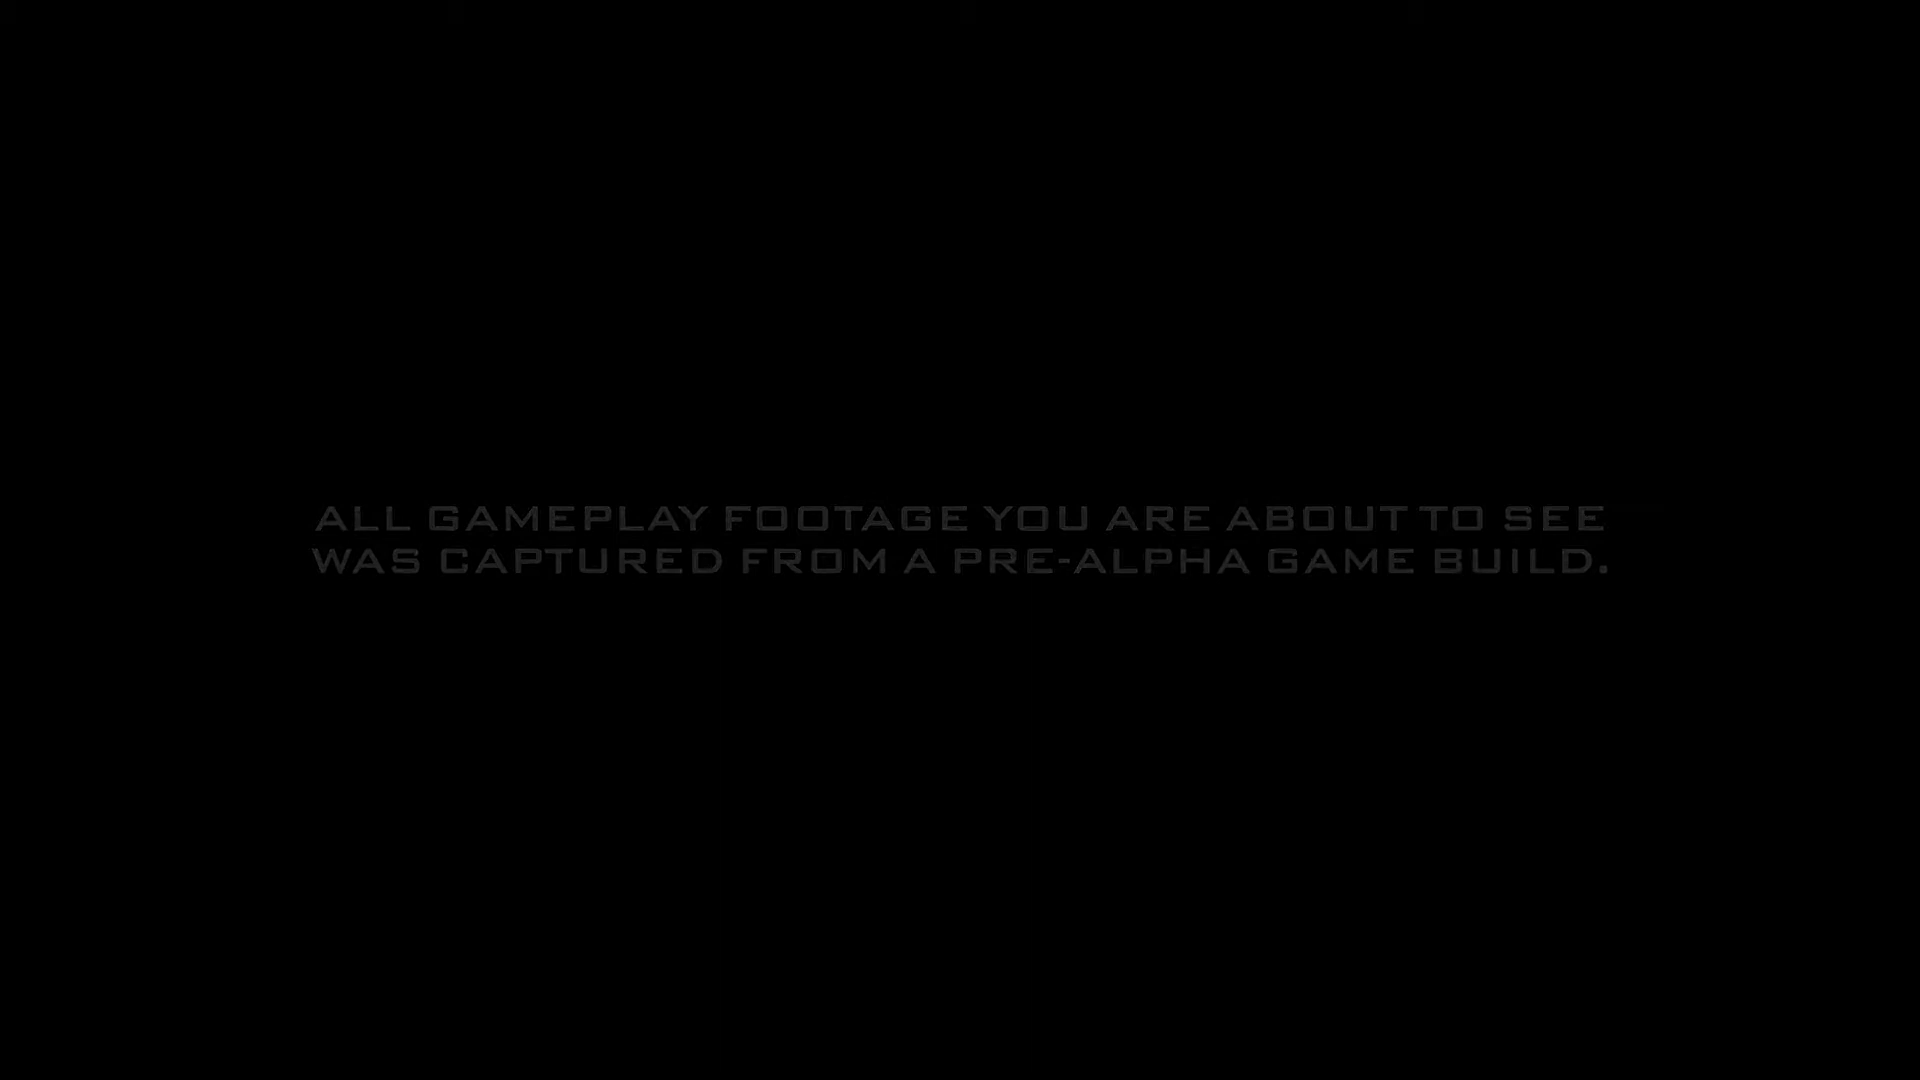 ALL GAMEPLAY FOOTAGE YOU ARE ABOUT TO SEE
WAS CAPTURED FROM A PRE-ALPHA GAME BUILD.